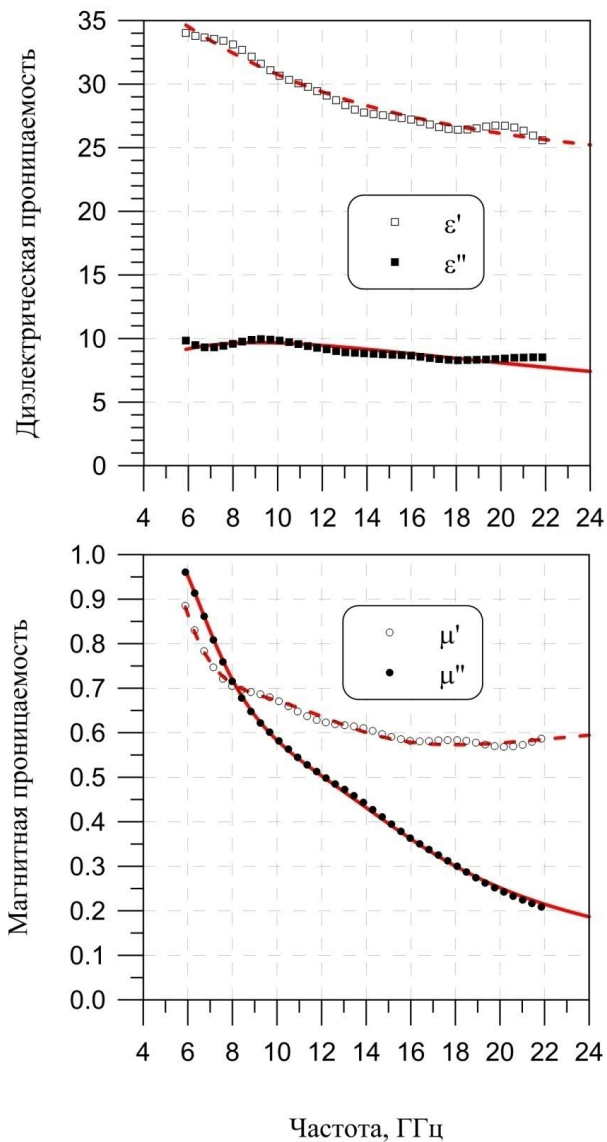 Диэлектрическая проницаемость
35
30
25
20
15
10
5
0
ε'
ε"
4 6 8 10 12 14 16 18 20 22 24
Магнитная проницаемость
1.0
0.9
0.8
0.7
0.6
0.5
0.4
0.3
0.2
0.1
0.0
μ'
μ"
4 6 8 10 12 14 16 18 20 22 24
Частота, ГГц